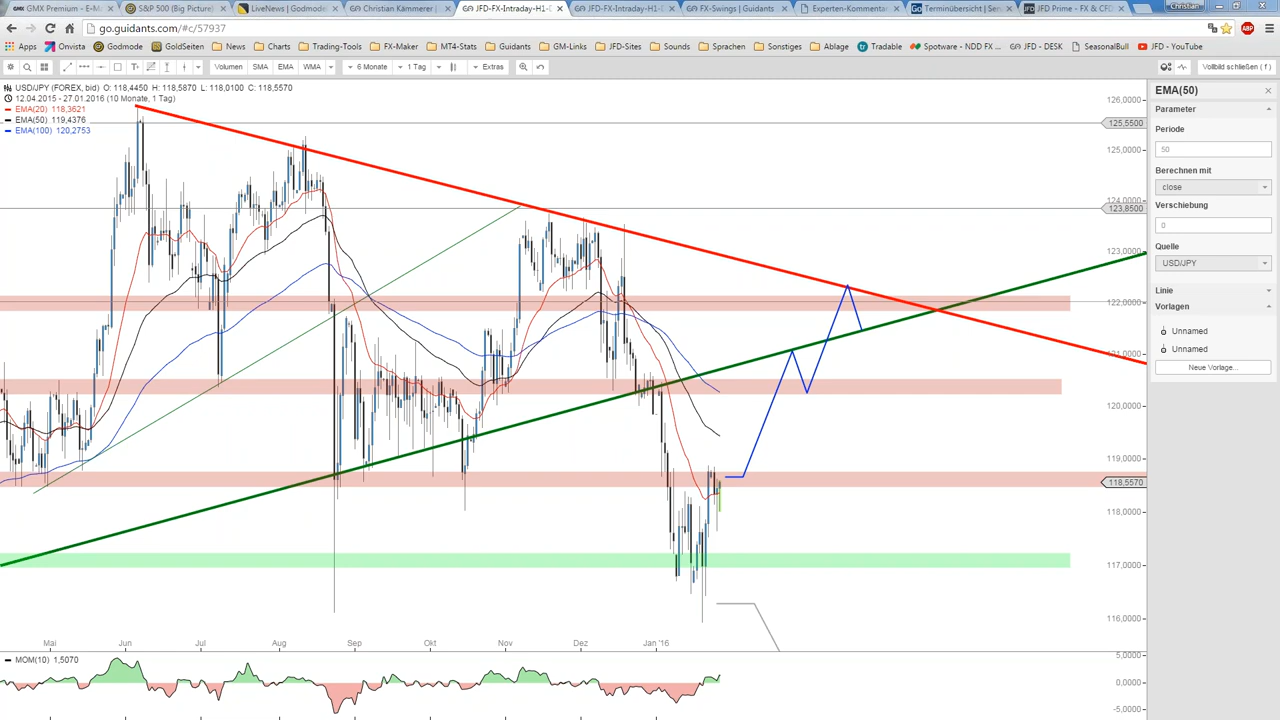 GMX Premium - E-M
S&P 500 (Big Picture)
LiveNews | Godmode
Christian Kämmerer |
JFD-FX-Intraday-H1-D
JFD-FX-Intraday-H1-D
FX-Swings | Guidants
Experten-Kommentar
Terminübersicht | Seri
JFD Prime - FX & CFD
Christian
go.guidants.com/#c/57937
Apps
Onvista
Godmode
GoldSeiten
News
Charts
Trading-Tools
FX-Maker
MT4-Stats
Guidants
GM-Links
JFD-Sites
Sounds
Sprachen
Sonstiges
Ablage
Tradable
Spotware - NDD FX ...
JFD - DESK
SeasonalBull
JFD - YouTube
Volumen
SMA
EMA
WMA
6 Monate
1 Tag
Extras
Vollbild schließen ( f )
USD/JPY (FOREX, bid) O: 118,4450 H: 118,5870 L: 118,0100 C: 118,5570
12.04.2015 - 27.01.2016 (10 Monate, 1 Tag)
EMA(20) 118,3621
EMA(50) 119,4376
EMA(100) 120,2753
126,0000
125,5500
125,0000
124,0000
123,8500
123,0000
122,0000
121,0000
120,0000
119,0000
118,5570
118,0000
117,0000
116,0000
Mai
Jun
Jul
Aug
Sep
Okt
Nov
Dez
Jan '16
MOM(10) 1,5070
5,0000
0,0000
-5,0000
EMA(50)
Parameter
Periode
50
Berechnen mit
close
Verschiebung
0
Quelle
USD/JPY
Linie
Vorlagen
Unnamed
Unnamed
Neue Vorlage...